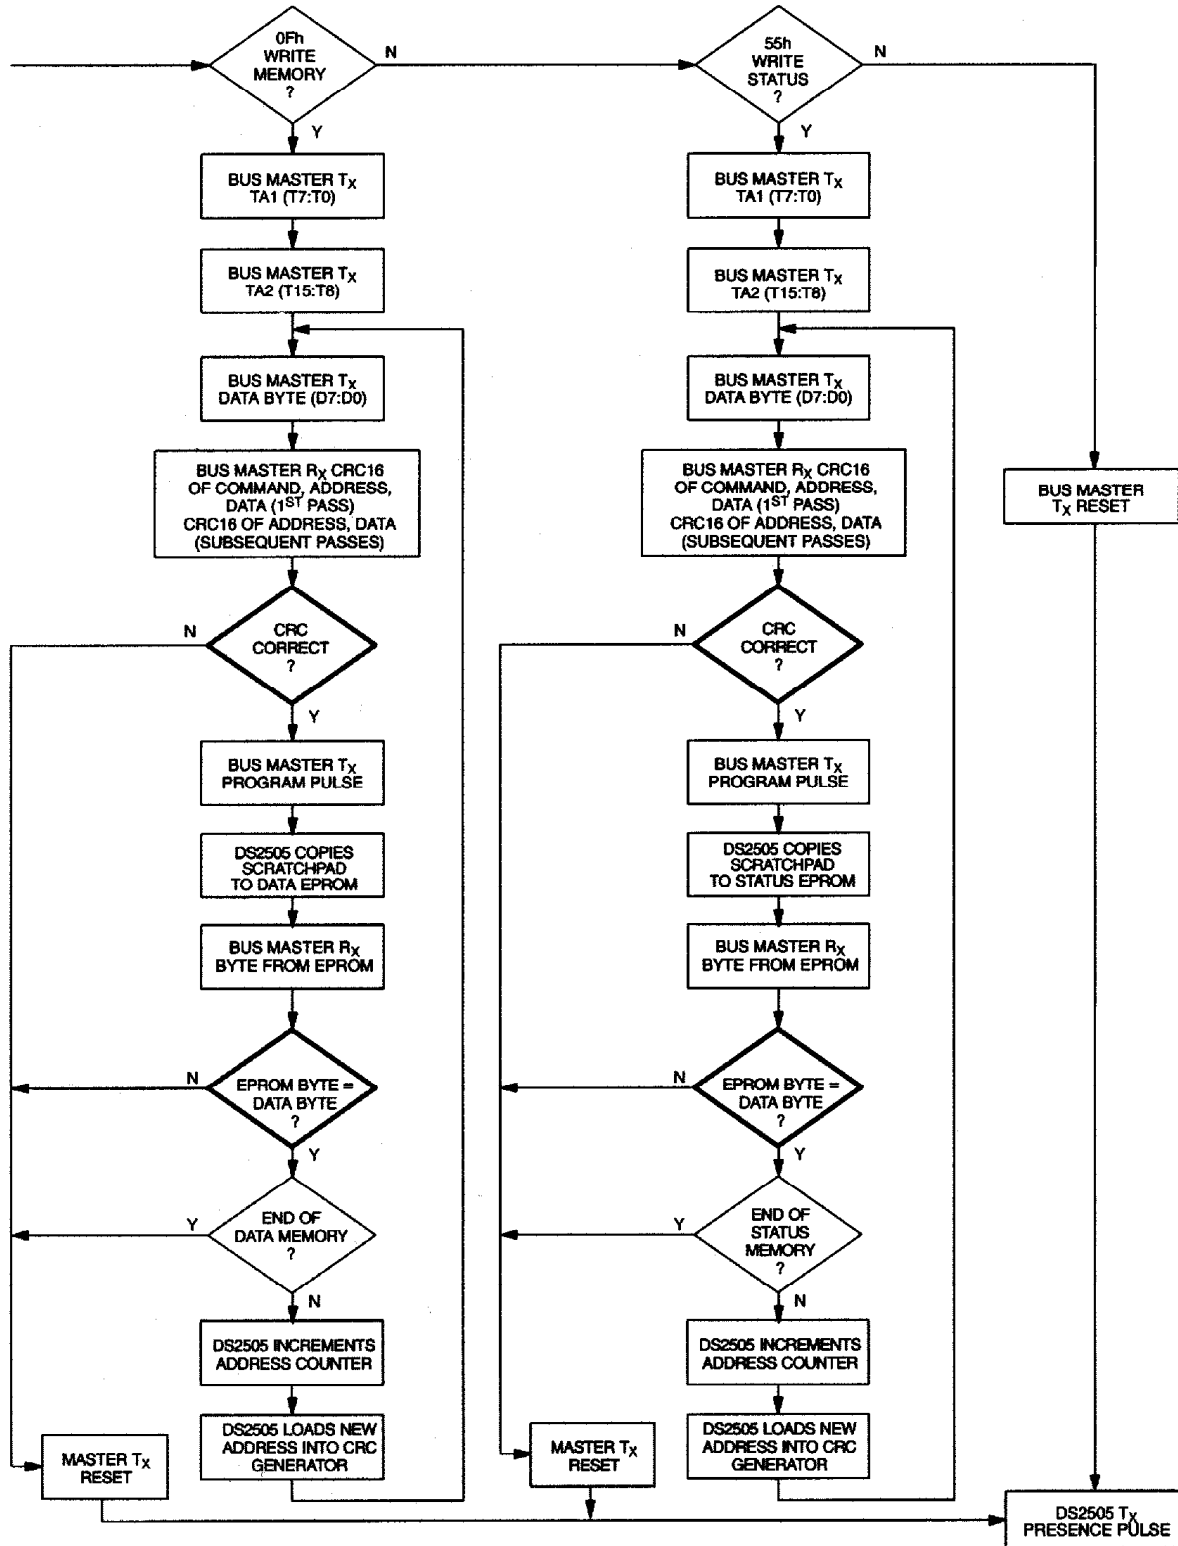 0Fh
WRITE
MEMORY
?
N
Y
BUS MASTER TX
TA1 (T7:T0)
BUS MASTER TX
TA2 (T15:T8)
BUS MASTER TX
DATA BYTE (D7:D0)
BUS MASTER RX CRC16
OF COMMAND, ADDRESS,
DATA (1ST PASS)
CRC16 OF ADDRESS, DATA
(SUBSEQUENT PASSES)
N
CRC
CORRECT
?
Y
BUS MASTER TX
PROGRAM PULSE
DS2505 COPIES
SCRATCHPAD
TO DATA EPROM
BUS MASTER RX
BYTE FROM EPROM
N
EPROM BYTE =
DATA BYTE
?
Y
Y
END OF
DATA MEMORY
?
N
DS2505 INCREMENTS
ADDRESS COUNTER
DS2505 LOADS NEW
ADDRESS INTO CRC
GENERATOR
MASTER TX
RESET
55h
WRITE
STATUS
?
N
Y
BUS MASTER TX
TA1 (T7:T0)
BUS MASTER TX
TA2 (T15:T8)
BUS MASTER TX
DATA BYTE (D7:D0)
BUS MASTER RX CRC16
OF COMMAND, ADDRESS,
DATA (1ST PASS)
CRC16 OF ADDRESS, DATA
(SUBSEQUENT PASSES)
N
CRC
CORRECT
?
Y
BUS MASTER TX
PROGRAM PULSE
DS2505 COPIES
SCRATCHPAD
TO STATUS EPROM
BUS MASTER RX
BYTE FROM EPROM
N
EPROM BYTE =
DATA BYTE
?
Y
Y
END OF
STATUS
MEMORY
?
N
DS2505 INCREMENTS
ADDRESS COUNTER
DS2505 LOADS NEW
ADDRESS INTO CRC
GENERATOR
MASTER TX
RESET
BUS MASTER
TX RESET
DS2505 TX
PRESENCE PULSE